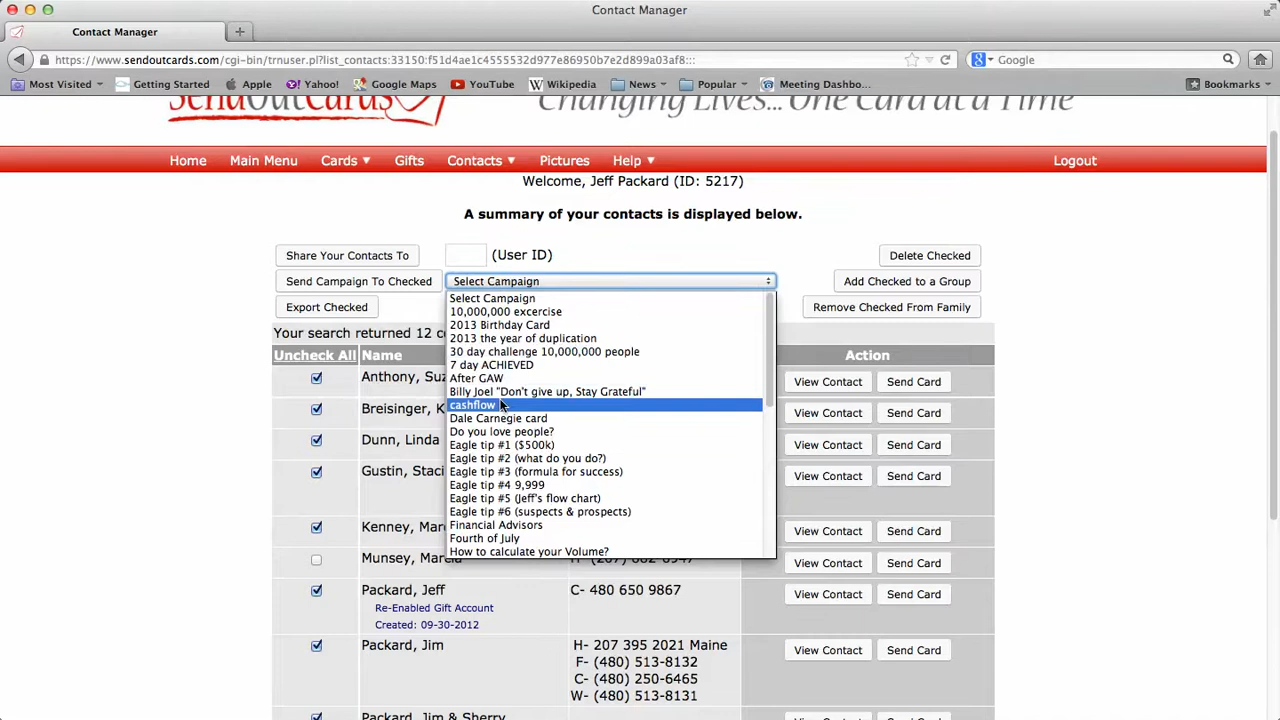 Contact Manager
Contact Manager
https://www.sendoutcards.com/cgi-bin/trnuser.pl?list_contacts:33150:f51d4ae1c4555532d977e86950b7e2d899a03af8:::
Google
Most Visited
Getting Started
Apple
Yahoo!
Google Maps
YouTube
Wikipedia
News
Popular
Meeting Dashbo...
Bookmarks
SendOutCards
Changing Lives... One Card at a Time
Home Main Menu Cards Gifts Contacts Pictures Help Logout
Welcome, Jeff Packard (ID: 5217)
A summary of your contacts is displayed below.
Share Your Contacts To (User ID) Delete Checked
Send Campaign To Checked Select Campaign Add Checked to a Group
Export Checked Remove Checked From Family
Select Campaign
10,000,000 excercise
2013 Birthday Card
2013 the year of duplication
30 day challenge 10,000,000 people
7 day ACHIEVED
After GAW
Billy Joel "Don't give up, Stay Grateful"
cashflow
Dale Carnegie card
Do you love people?
Eagle tip #1 ($500k)
Eagle tip #2 (what do you do?)
Eagle tip #3 (formula for success)
Eagle tip #4 9,999
Eagle tip #5 (Jeff's flow chart)
Eagle tip #6 (suspects & prospects)
Financial Advisors
Fourth of July
How to calculate your Volume?
Your search returned 12
Uncheck All Name Action
Anthony, View Contact Send Card
Breisinger, View Contact Send Card
Dunn, Linda View Contact Send Card
Gustin, View Contact Send Card
Kenney, View Contact Send Card
Munsey, Marcia View Contact Send Card
Packard, Jeff C- 480 650 9867 View Contact Send Card
Re-Enabled Gift Account
Created: 09-30-2012
Packard, Jim H- 207 395 2021 Maine View Contact Send Card
F- (480) 513-8132
C- (480) 250-6465
W- (480) 513-8131
Packard, Jim & Sherry